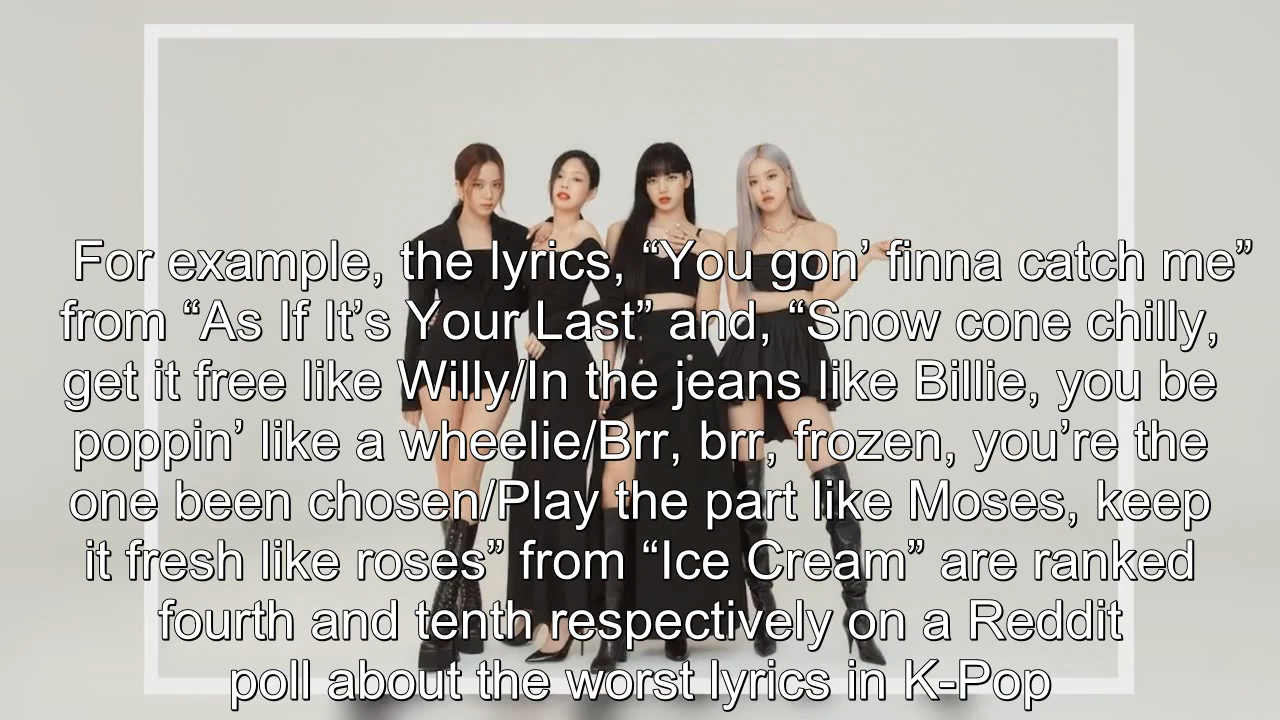 For example, the lyrics, “You gon’ finna catch me”
from “As If It’s Your Last” and, “Snow cone chilly,
get it free like Willy/In the jeans like Billie, you be
poppin’ like a wheelie/Brr, brr, frozen, you’re the
one been chosen/Play the part like Moses, keep
it fresh like roses” from “Ice Cream” are ranked
fourth and tenth respectively on a Reddit
poll about the worst lyrics in K-Pop